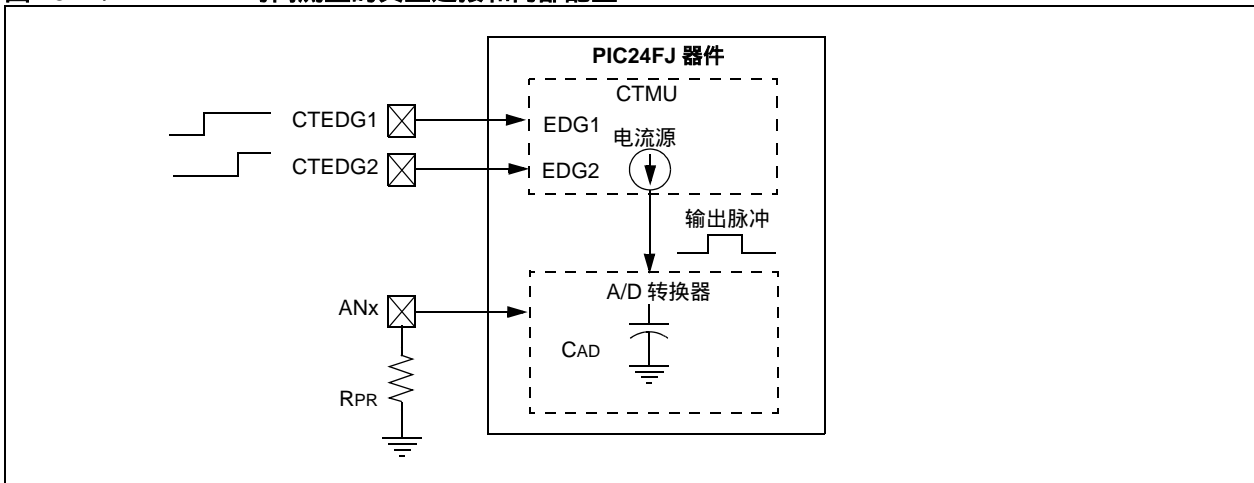 PIC24FJ 器件
CTMU
CTEDG1
EDG1
电流源
CTEDG2
EDG2
输出脉冲
A/D 转换器
ANx
CAD
RPR